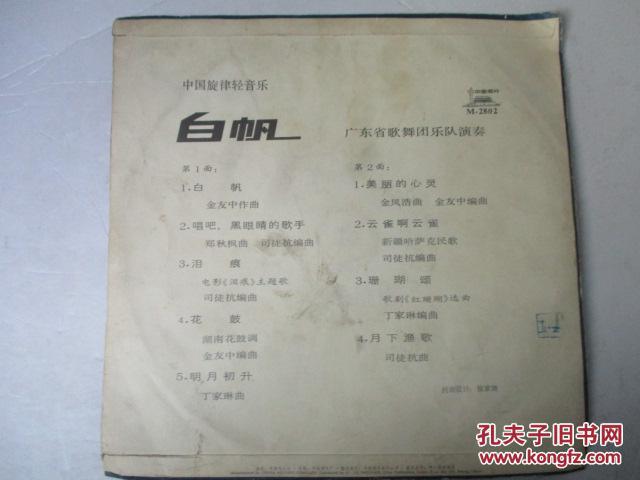 中国旋律轻音乐
中国唱片
M-2802
白帆
广东省歌舞团乐队演奏
第1面:
1.白 帆
金友中作曲
2.唱吧,黑眼睛的歌手
郑秋枫曲 司徒抗编曲
3.泪 痕
电影《泪痕》主题歌
司徒抗编曲
4.花 鼓
湖南花鼓调
金友中编曲
5.明月初升
丁家琳曲
第2面:
1.美丽的心灵
金凤浩曲 金友中编曲
2.云雀啊云雀
新疆哈萨克民歌
司徒抗编曲
3.珊瑚颂
歌剧《红珊瑚》选曲
丁家琳编曲
4.月下渔歌
司徒抗曲
孔夫子旧书网
www.kongfz.com